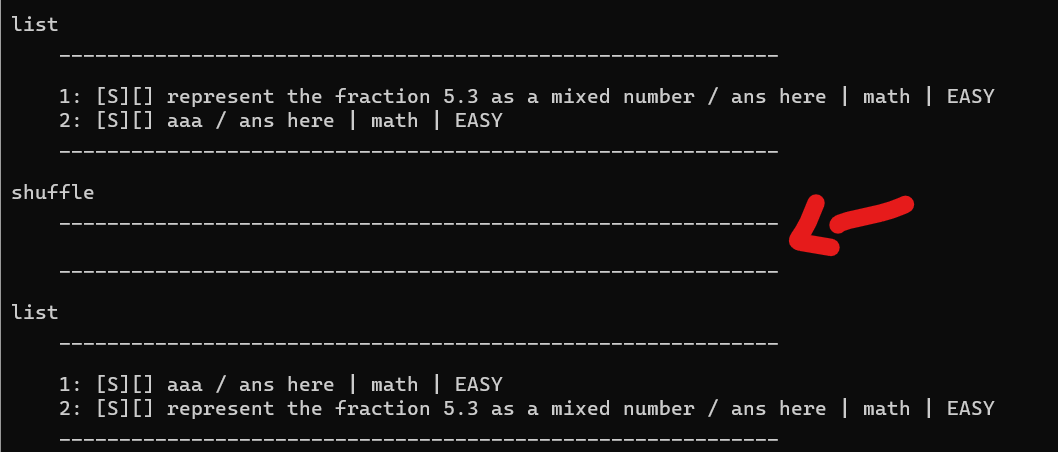 list
____________________________________________________________
1: [S][] represent the fraction 5.3 as a mixed number / ans here | math | EASY
2: [S][] aaa / ans here | math | EASY
____________________________________________________________
shuffle
____________________________________________________________
____________________________________________________________
list
____________________________________________________________
1: [S][] aaa / ans here | math | EASY
2: [S][] represent the fraction 5.3 as a mixed number / ans here | math | EASY
____________________________________________________________